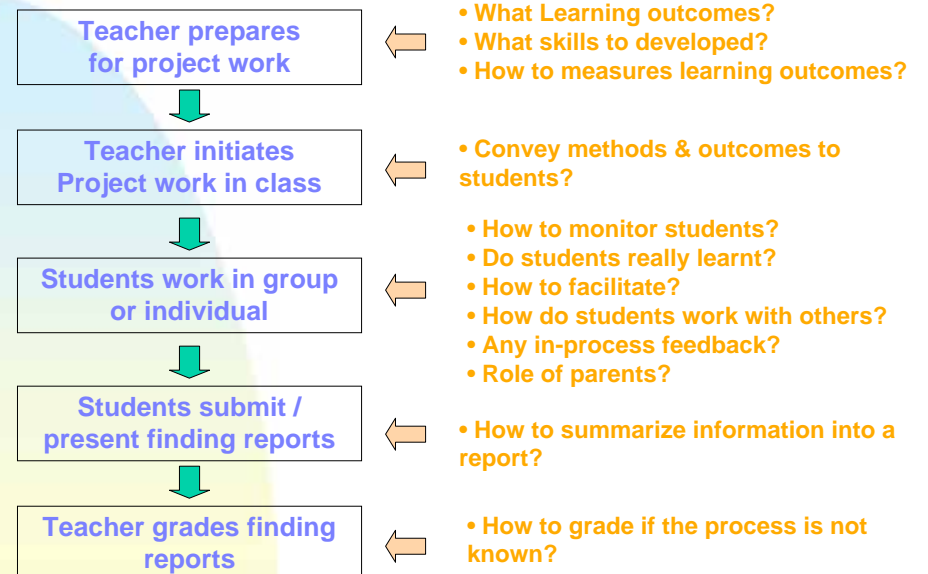 Teacher prepares
for project work
• What Learning outcomes?
• What skills to developed?
• How to measures learning outcomes?
Teacher initiates
Project work in class
• Convey methods & outcomes to
students?
Students work in group
or individual
• How to monitor students?
• Do students really learnt?
• How to facilitate?
• How do students work with others?
• Any in-process feedback?
• Role of parents?
Students submit /
present finding reports
• How to summarize information into a
report?
Teacher grades finding
reports
• How to grade if the process is not
known?